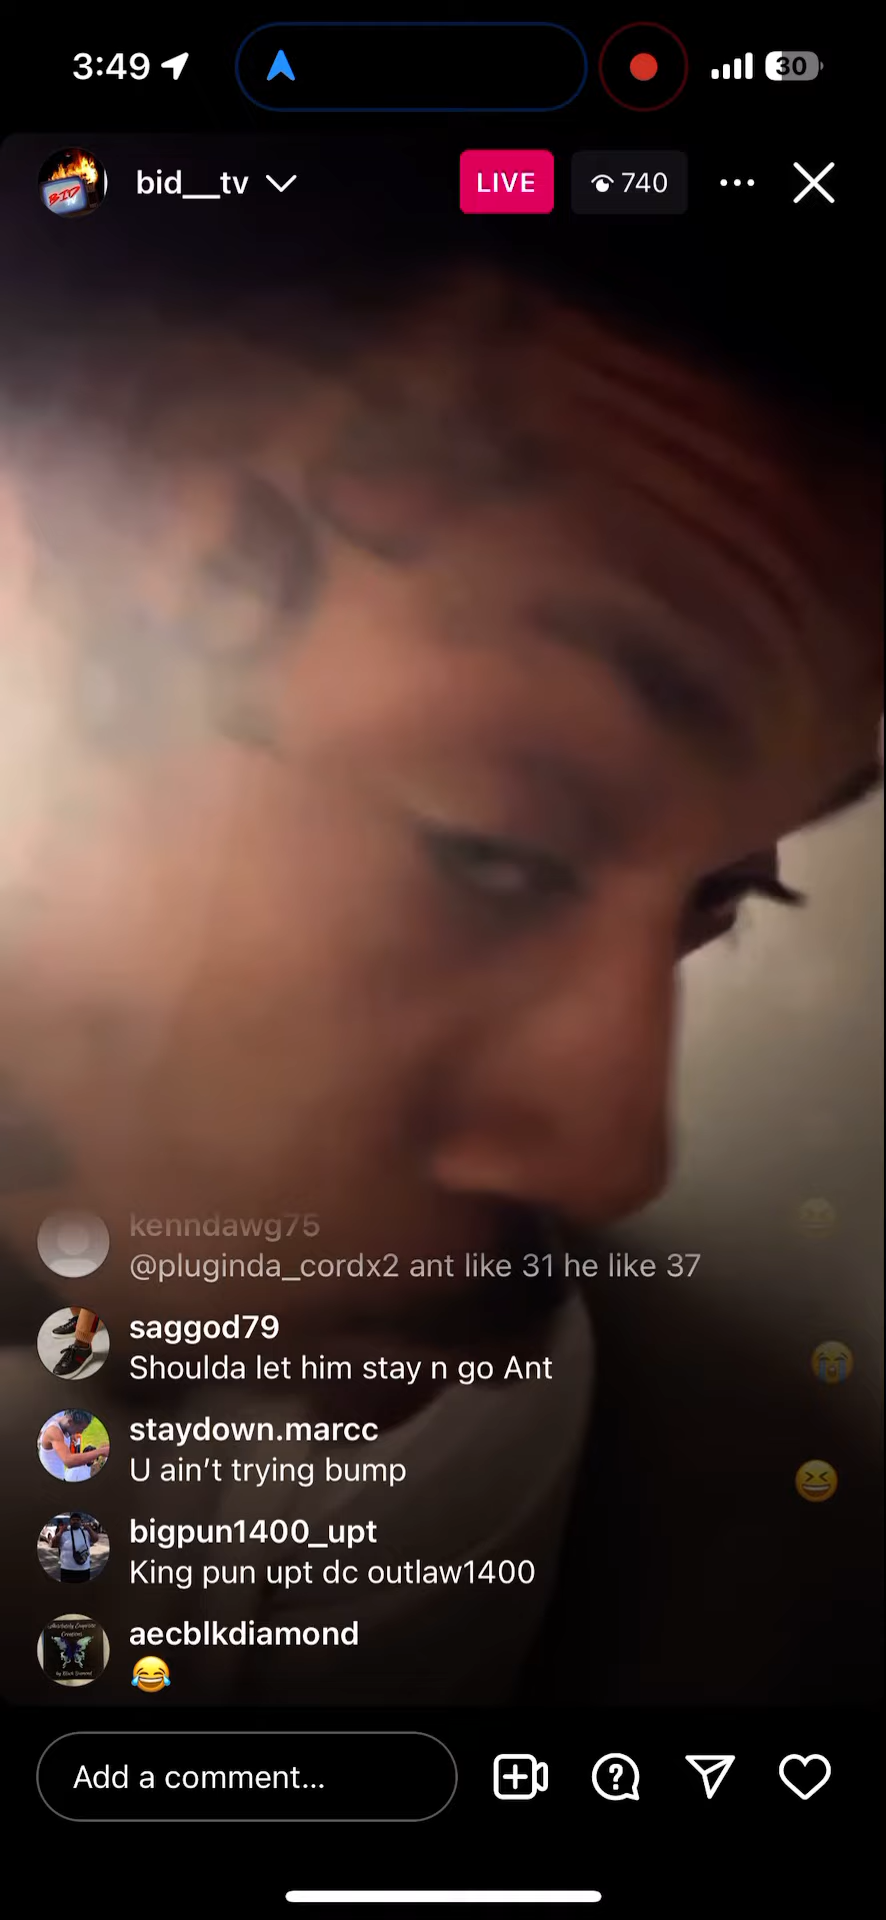 3:49
30
BID
bid__tv
LIVE
740
kenndawg75
@pluginda_cordx2 ant like 31 he like 37
saggod79
Shoulda let him stay n go Ant
staydown.marcc
U ain’t trying bump
bigpun1400_upt
King pun upt dc outlaw1400
aecblkdiamond
😂
Add a comment...